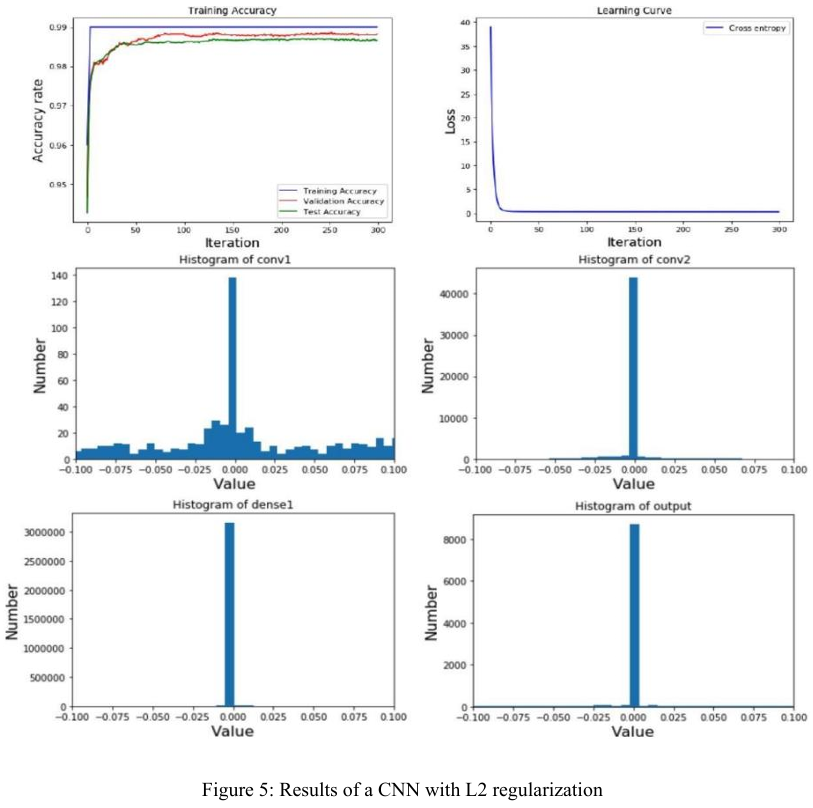 Training Accuracy
0.99
0.98
0.97
0.96
0.95
Accuracy rate
Training Accuracy
Validation Accuracy
Test Accuracy
0 50 100 150 200 250 300
Iteration
Learning Curve
40
35
30
25
20
15
10
5
0
Loss
Cross entropy
0 50 100 150 200 250 300
Iteration
Histogram of conv1
140
120
100
80
60
40
20
0
Number
−0.100 −0.075 −0.050 −0.025 0.000 0.025 0.050 0.075 0.100
Value
Histogram of conv2
40000
30000
20000
10000
0
Number
−0.100 −0.075 −0.050 −0.025 0.000 0.025 0.050 0.075 0.100
Value
Histogram of dense1
3000000
2500000
2000000
1500000
1000000
500000
0
Number
−0.100 −0.075 −0.050 −0.025 0.000 0.025 0.050 0.075 0.100
Value
Histogram of output
8000
6000
4000
2000
0
Number
−0.100 −0.075 −0.050 −0.025 0.000 0.025 0.050 0.075 0.100
Value
Figure 5: Results of a CNN with L2 regularization